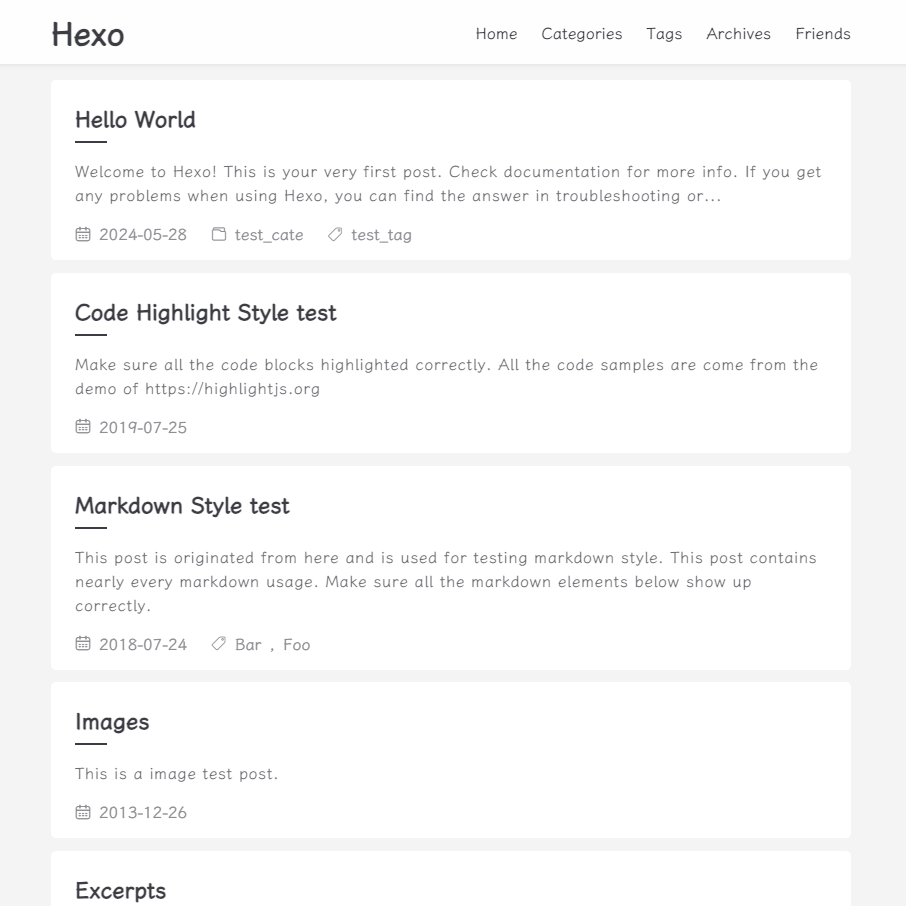 Hexo
Home Categories Tags Archives Friends
Hello World
Welcome to Hexo! This is your very first post. Check documentation for more info. If you get
any problems when using Hexo, you can find the answer in troubleshooting or...
2024-05-28 test_cate test_tag
Code Highlight Style test
Make sure all the code blocks highlighted correctly. All the code samples are come from the
demo of https://highlightjs.org
2019-07-25
Markdown Style test
This post is originated from here and is used for testing markdown style. This post contains
nearly every markdown usage. Make sure all the markdown elements below show up
correctly.
2018-07-24 Bar , Foo
Images
This is a image test post.
2013-12-26
Excerpts